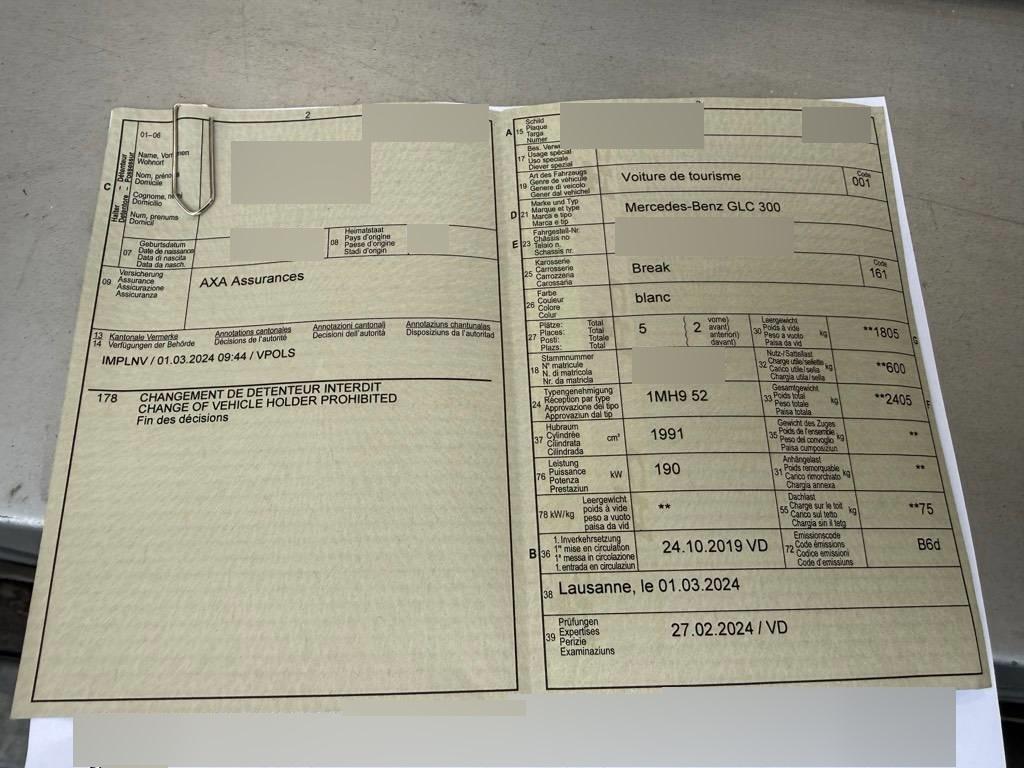 2
01–06
Name, Vornamen
Wohnort
Nom, prénoms
Domicile
Cognome, nomi
Domicilio
Num, prenums
Domicil
C
Halter Détenteur
Detentore Possessur
07
Geburtsdatum
Date de naissance
Data di nascita
Data da nasch.
08
Heimatstaat
Pays d'origine
Paese d'origine
Stadi d'origin
09
Versicherung
Assurance
Assicurazione
Assicuranza
AXA Assurances
13 Kantonale Vermerke Annotations cantonales Annotazioni cantonali Annotaziuns chantunalas
14 Verfügungen der Behörde Décisions de l'autorité Decisioni dell'autorità Disposiziuns da l'autoritad
IMPLNV / 01.03.2024 09:44 / VPOLS
178 CHANGEMENT DE DETENTEUR INTERDIT
CHANGE OF VEHICLE HOLDER PROHIBITED
Fin des décisions
A 15
Schild
Plaque
Targa
Numer
17
Bes. Verw
Usage spécial
Uso speciale
Diever spezial
19
Art des Fahrzeugs
Genre de véhicule
Genere di veicolo
Gener dal vehichel
Voiture de tourisme
Code
001
D 21
Marke und Typ
Marque et type
Marca e tipo
Marca e tip
Mercedes-Benz GLC 300
E 23
Fahrgestell-Nr.
Châssis no
Telaio n.
Schassis nr.
25
Karosserie
Carrosserie
Carrozzeria
Carossaria
Break
Code
161
26
Farbe
Couleur
Colore
Colur
blanc
27
Plätze: Total
Places: Total
Posti: Totale
Plazs: Total
5
2
vorne)
avant)
anteriori)
davant)
30
Leergewicht
Poids à vide
Peso a vuoto
Paisa da vid
kg
**1805
G
18
Stammnummer
N° matricule
N. di matricola
Nr. da matricla
32
Nutz-/Sattellast
Charge utile/sellette
Carico utile/sella
Chargia utila/sella
kg
**600
24
Typengenehmigung
Réception par type
Approvazione del tipo
Approvaziun dal tip
1MH9 52
33
Gesamtgewicht
Poids total
Peso totale
Paisa totala
kg
**2405
F
37
Hubraum
Cylindrée
Cilindrata
Cilindrada
cm³
1991
35
Gewicht des Zuges
Poids de l'ensemble
Peso del convoglio
Paisa cumposiziun
kg
**
76
Leistung
Puissance
Potenza
Prestaziun
kW
190
31
Anhängelast
Poids remorquable
Carico rimorchiato
Chargia annexa
kg
**
78 kW/kg
Leergewicht
poids à vide
peso a vuoto
paisa da vid
**
55
Dachlast
Charge sur le toit
Carico sul tetto
Chargia sin il tetg
kg
**75
B 36
1. Inverkehrsetzung
1re mise en circulation
1a messa in circolazione
1. entrada en circulaziun
24.10.2019 VD
72
Emissionscode
Code émissions
Codice emissioni
Code d'emissiuns
B6d
38 Lausanne, le 01.03.2024
39
Prüfungen
Expertises
Perizie
Examinaziuns
27.02.2024 / VD